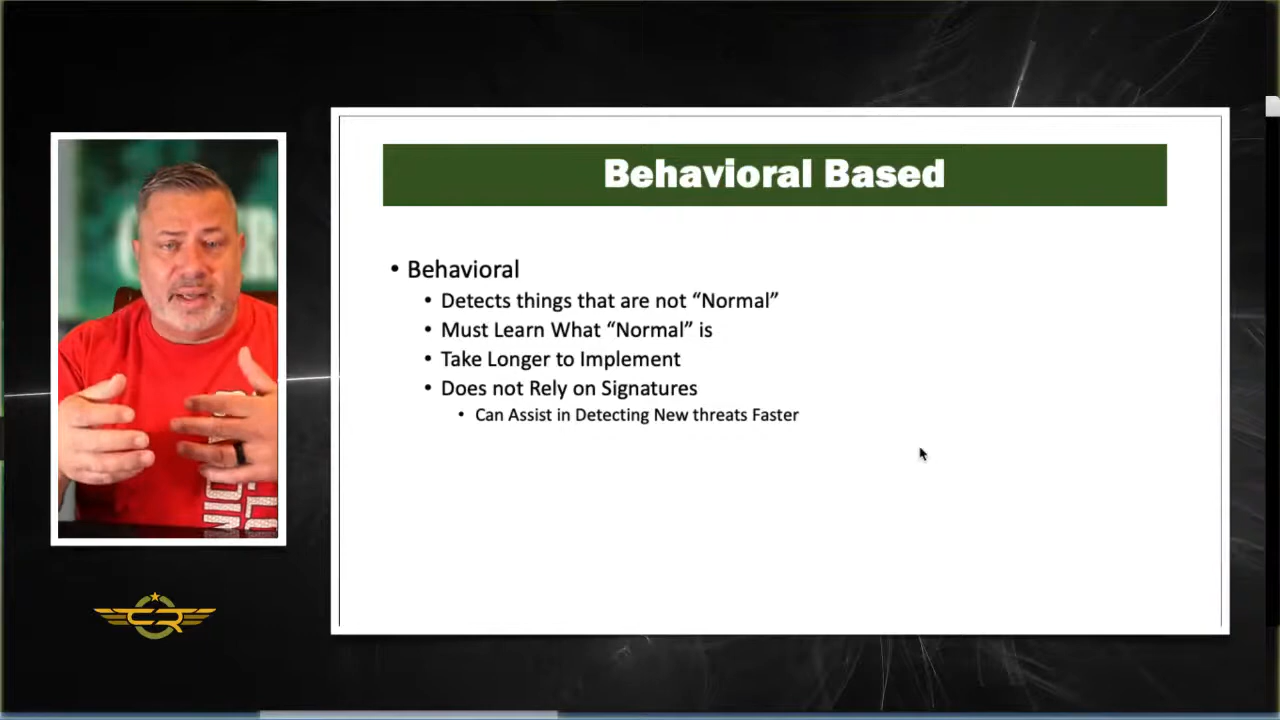 Behavioral Based
• Behavioral
• Detects things that are not “Normal”
• Must Learn What “Normal” is
• Take Longer to Implement
• Does not Rely on Signatures
• Can Assist in Detecting New threats Faster
CR